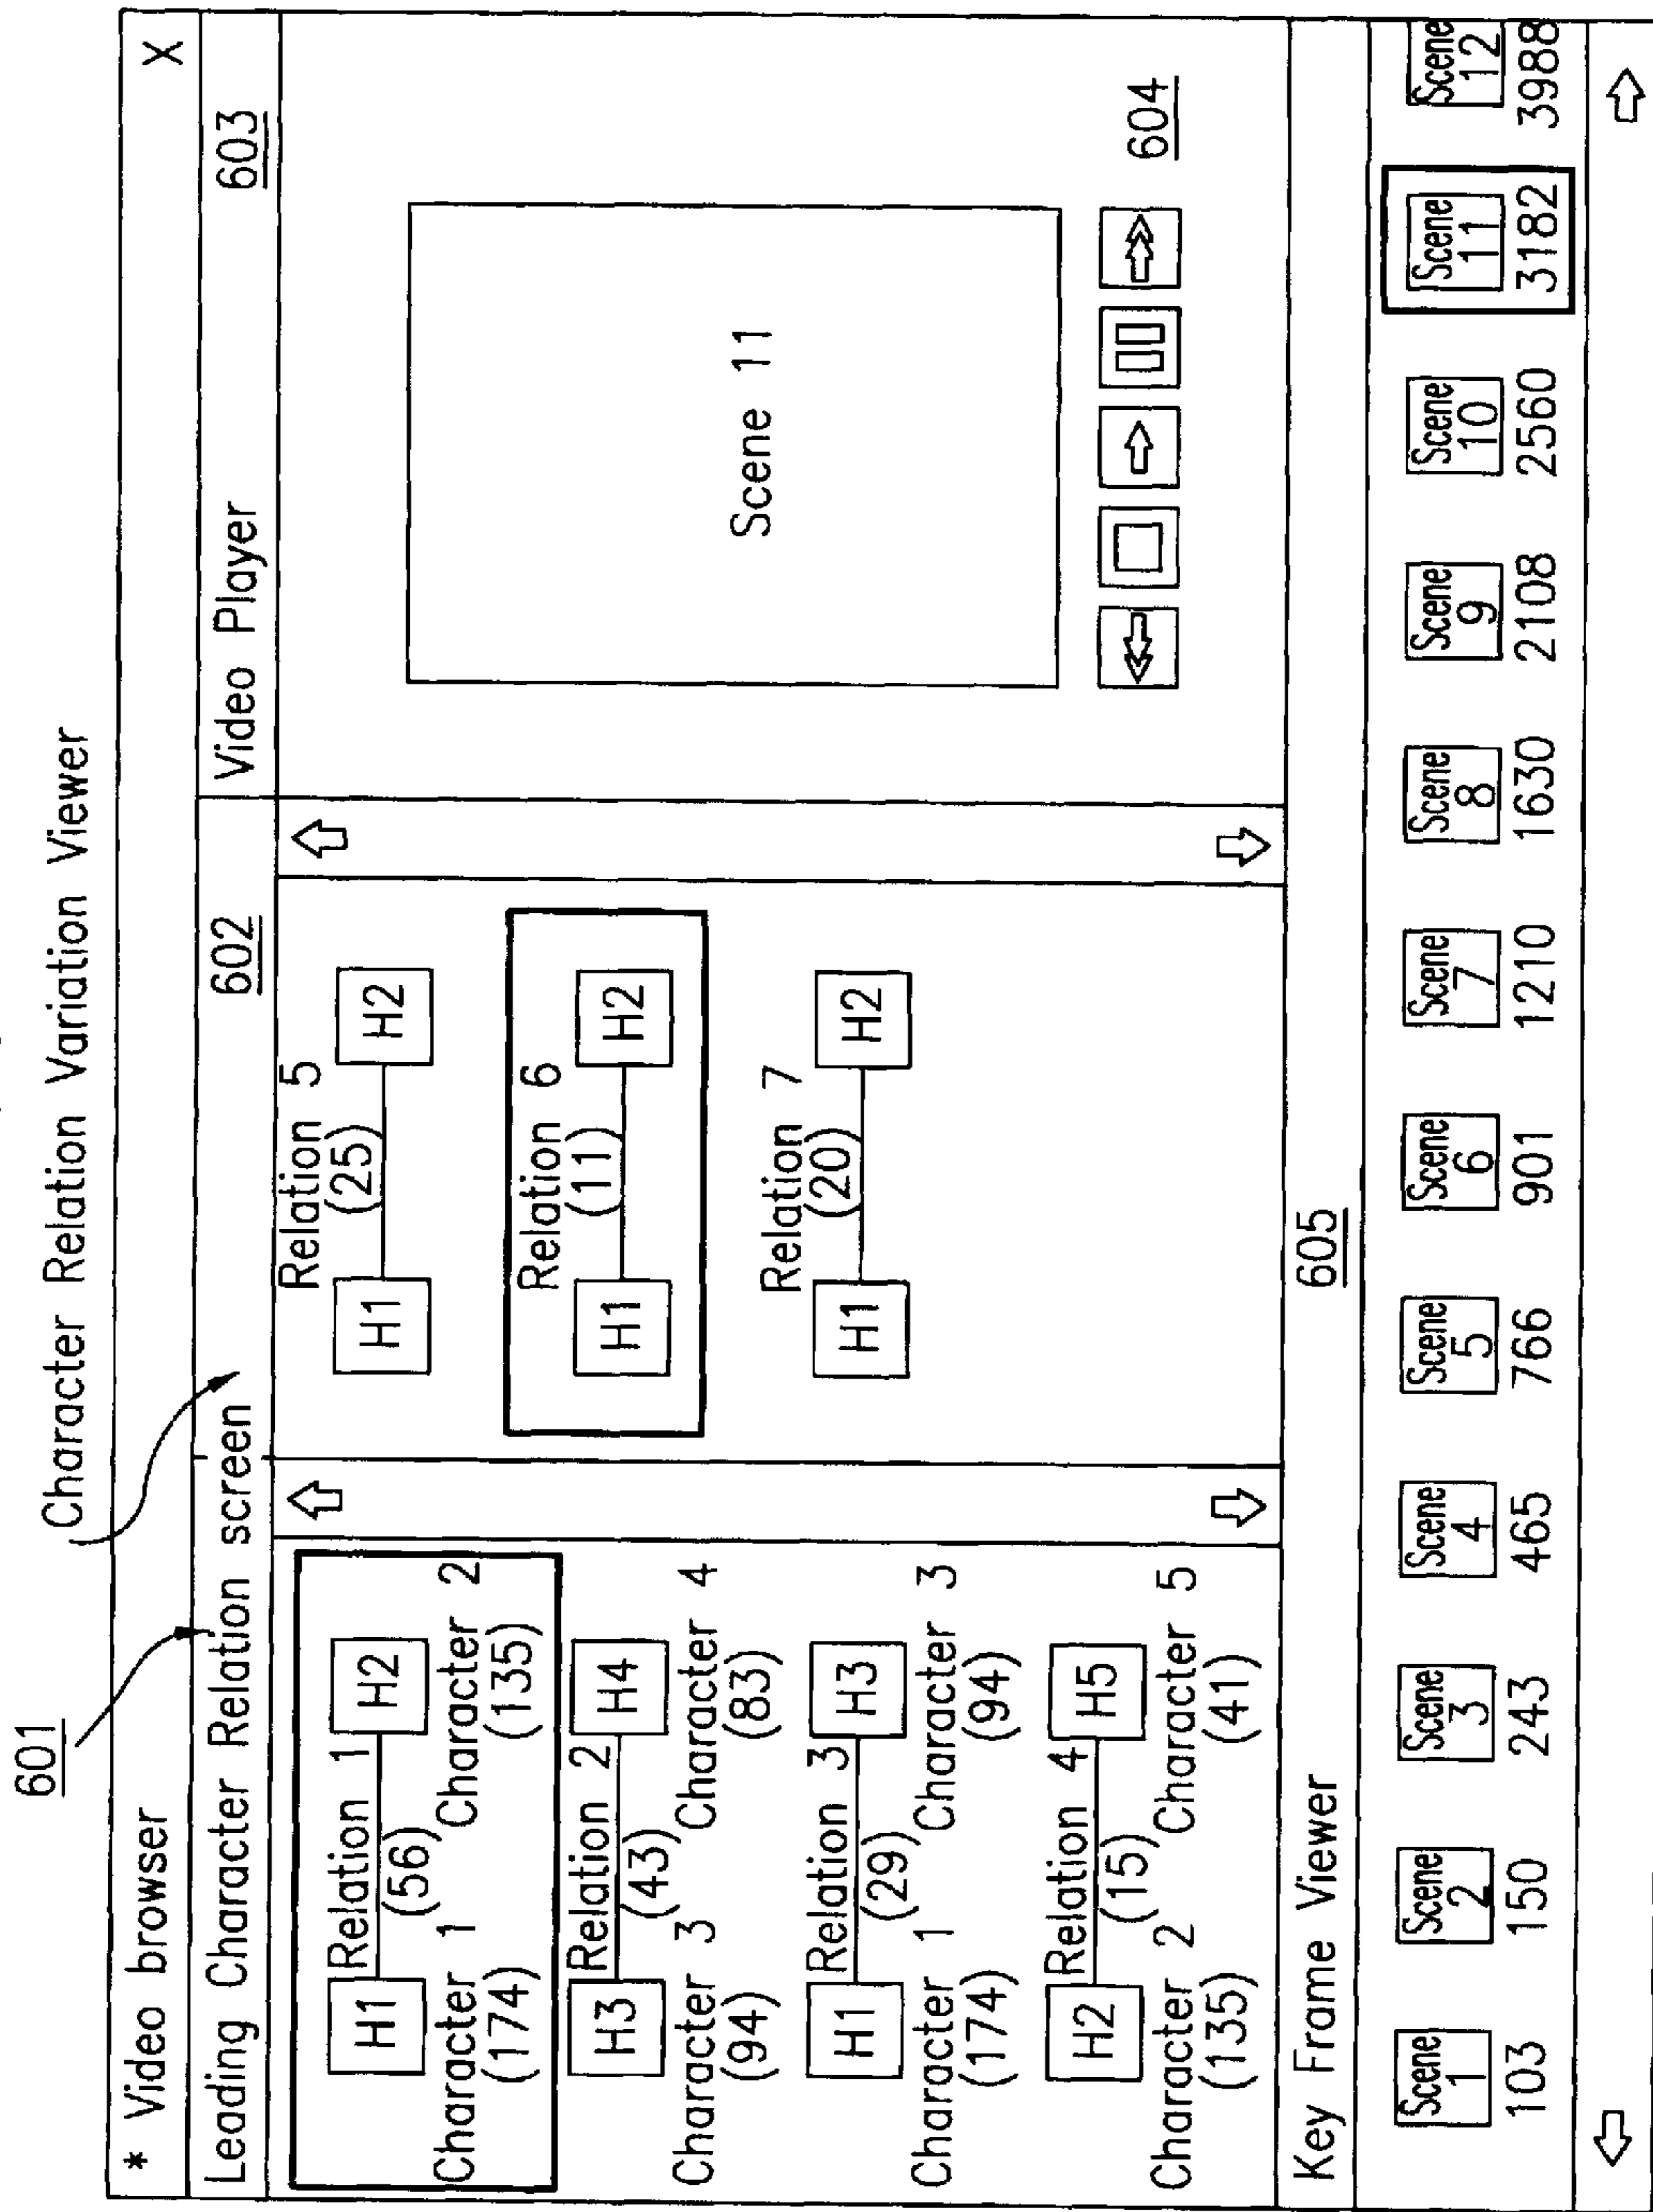 601
Character Relation Variation Viewer
* Video browser
X
Leading Character Relation screen
602
Video Player
603
H1
Relation 1
(56)
H2
Character 1
(174)
Character 2
(135)
H3
Relation 2
(43)
H4
Character 3
(94)
Character 4
(83)
H1
Relation 3
(29)
H3
Character 1
(174)
Character 3
(94)
H2
Relation 4
(15)
H5
Character 2
(135)
Character 5
(41)
Relation 5
(25)
H1
H2
Relation 6
(11)
H1
H2
Relation 7
(20)
H1
H2
Scene 11
604
Key Frame Viewer
605
Scene
1
103
Scene
2
150
Scene
3
243
Scene
4
465
Scene
5
766
Scene
6
901
Scene
7
1210
Scene
8
1630
Scene
9
2108
Scene
10
2560
Scene
11
3182
Scene
12
3988